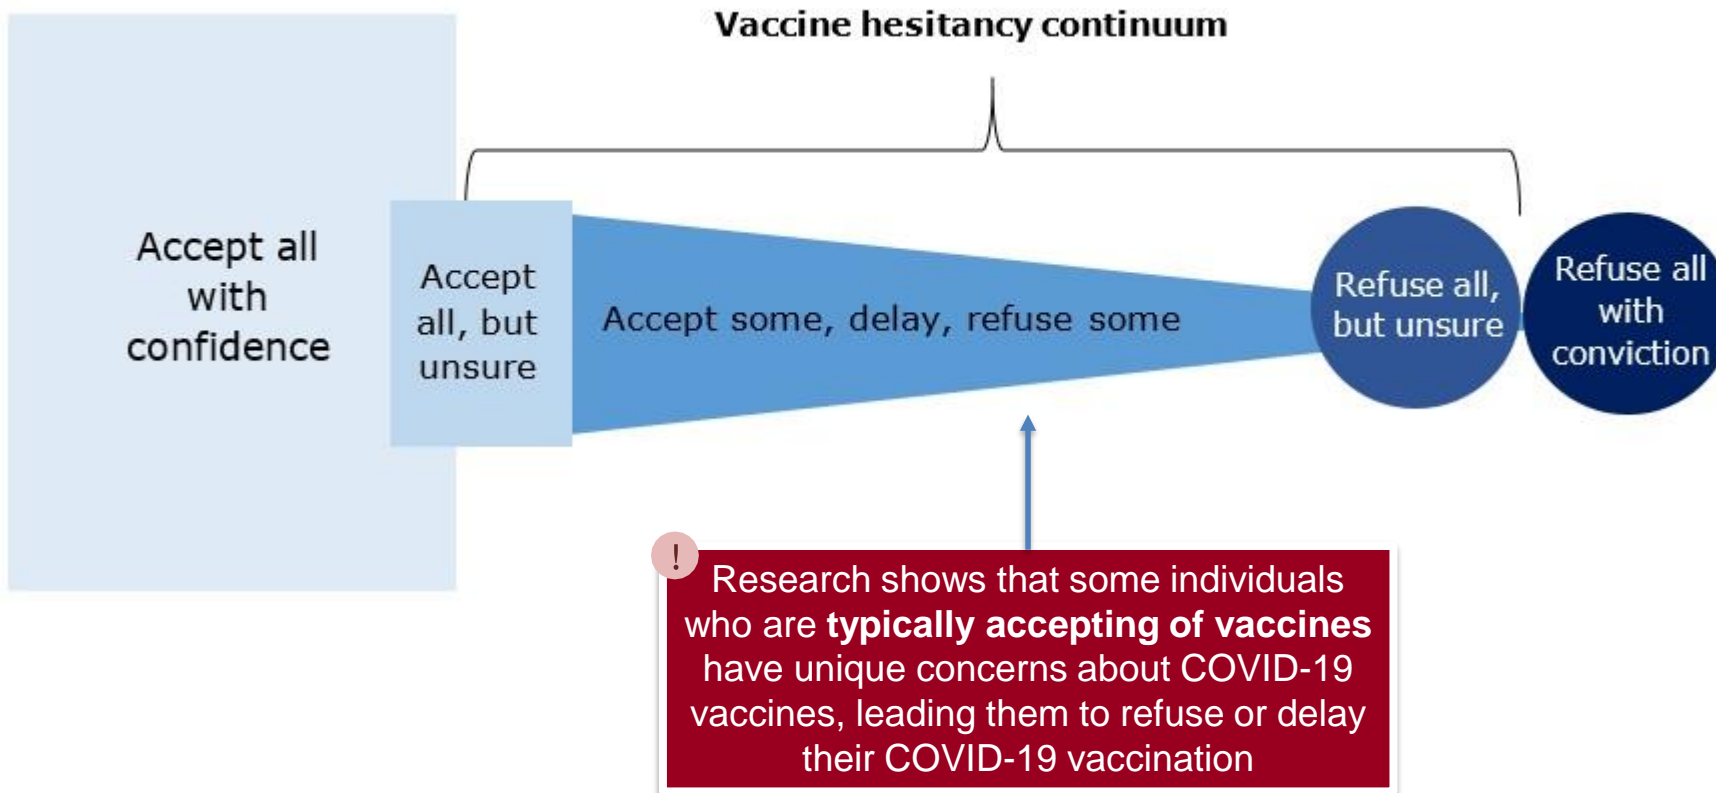 Vaccine hesitancy continuum
Accept all
with
confidence
Accept
all, but
unsure
Accept some, delay, refuse some
Refuse all,
but unsure
Refuse all
with
conviction
!
Research shows that some individuals
who are typically accepting of vaccines
have unique concerns about COVID-19
vaccines, leading them to refuse or delay
their COVID-19 vaccination